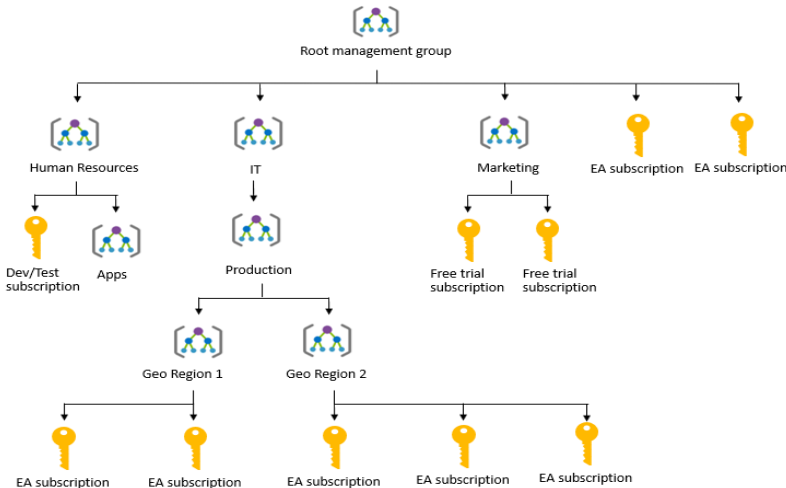 Root management group
Human Resources
IT
Marketing
EA subscription
EA subscription
Dev/Test
subscription
Apps
Production
Free trial
subscription
Free trial
subscription
Geo Region 1
Geo Region 2
EA subscription
EA subscription
EA subscription
EA subscription
EA subscription